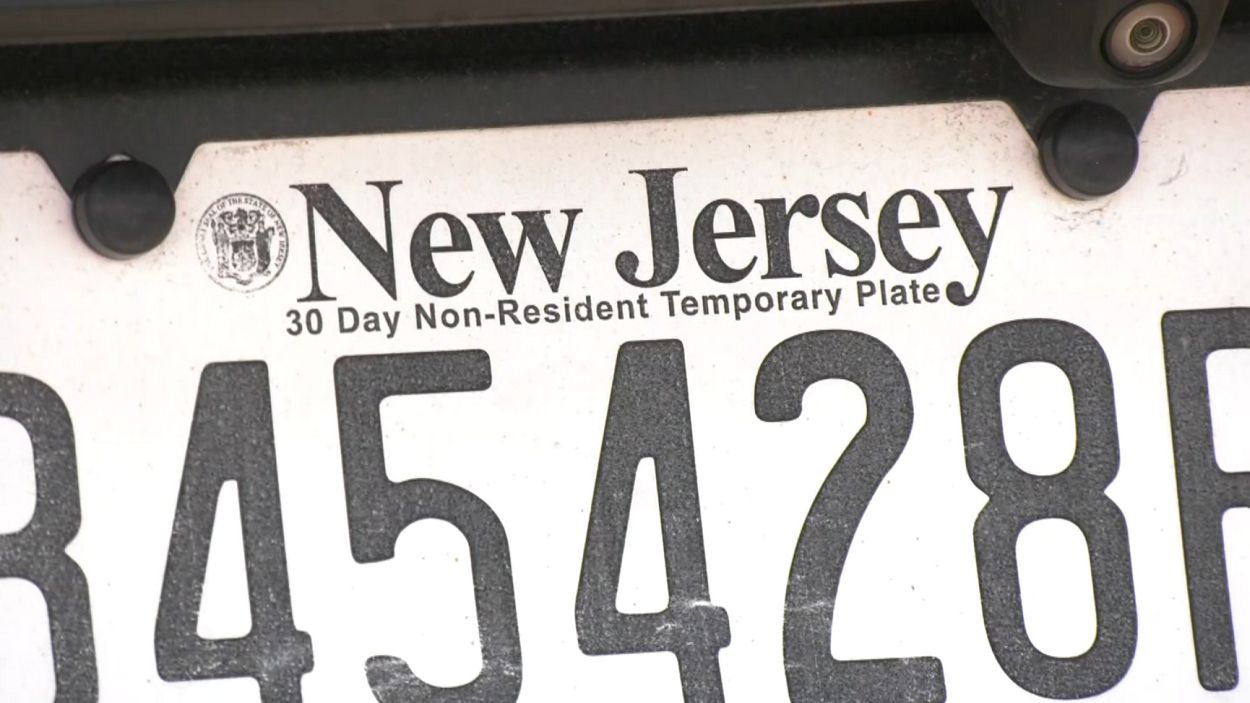 New Jersey
30 Day Non-Resident Temporary Plate
45428